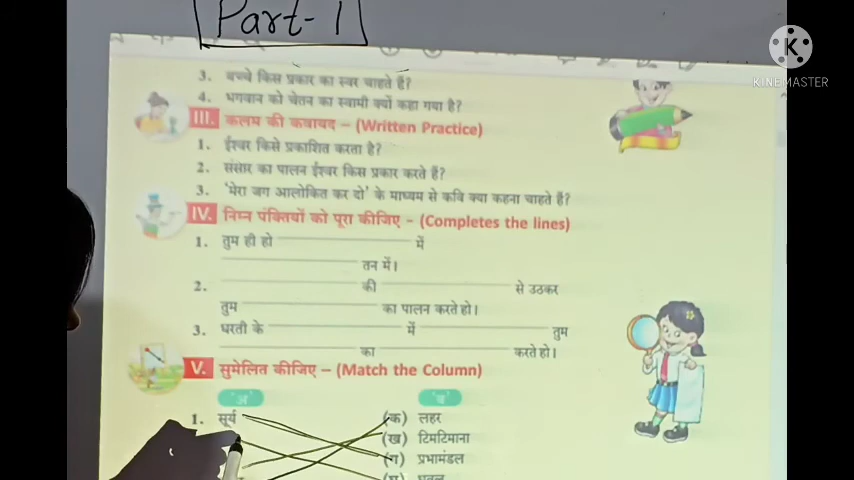 Part-1
K
KINEMASTER
3. बच्चे किस प्रकार का स्वर चाहते हैं?
4. भगवान को चेतन का स्वामी क्यों कहा गया है?
III. कलम की कवायद – (Written Practice)
1. ईश्वर किसे प्रकाशित करता है?
2. संसार का पालन ईश्वर किस प्रकार करते हैं?
3. 'मेरा जग आलोकित कर दो' के माध्यम से कवि क्या कहना चाहते हैं?
IV. निम्न पंक्तियों को पूरा कीजिए – (Completes the lines)
1. तुम ही हो में
तन में।
2. की से उठकर
तुम का पालन करते हो।
3. धरती के में तुम
का करते हो।
V. सुमेलित कीजिए – (Match the Column)
'अ' 'ब'
1. सूर्य (क) लहर
(ख) टिमटिमाना
(ग) प्रभामंडल